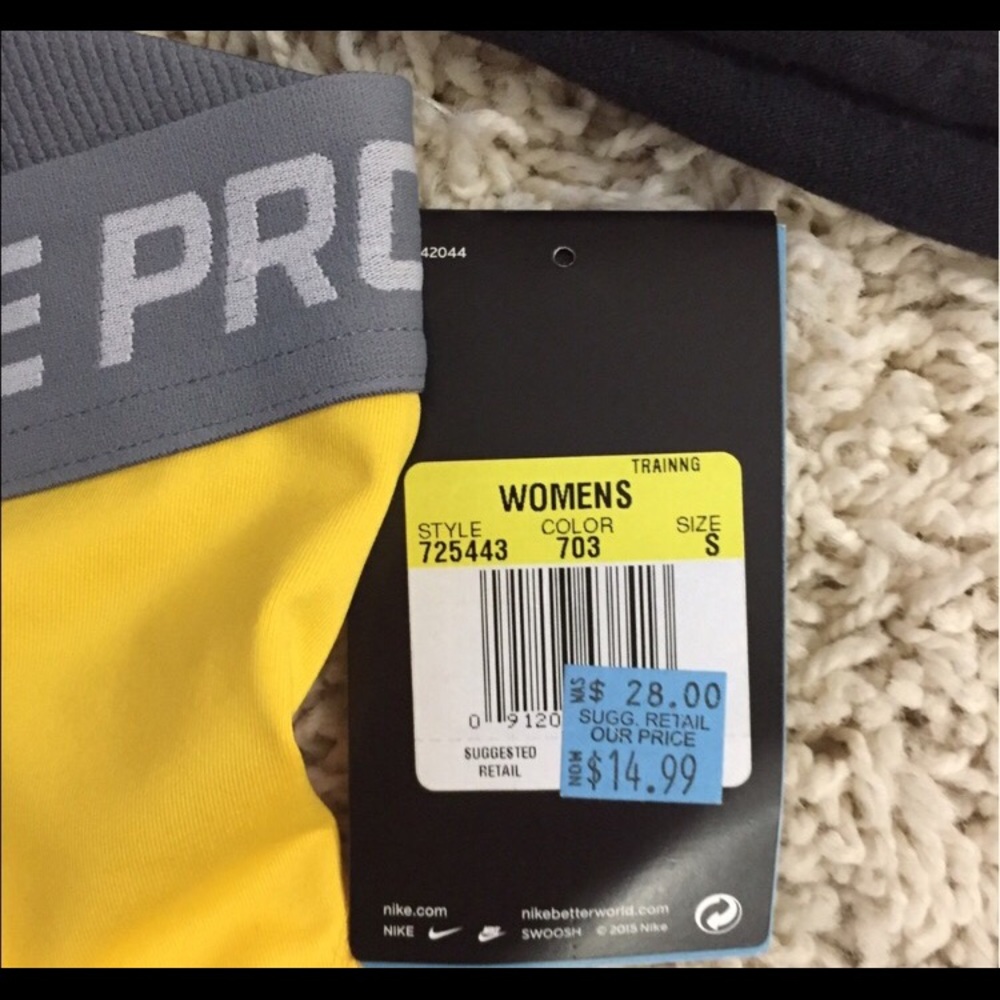 E PRO
42044
TRAINNG
WOMENS
STYLE COLOR SIZE
725443 703 S
0 9120
WAS $ 28.00
SUGG. RETAIL
OUR PRICE
NOW $14.99
SUGGESTED
RETAIL
nike.com nikebetterworld.com
NIKE SWOOSH © 2015 Nike